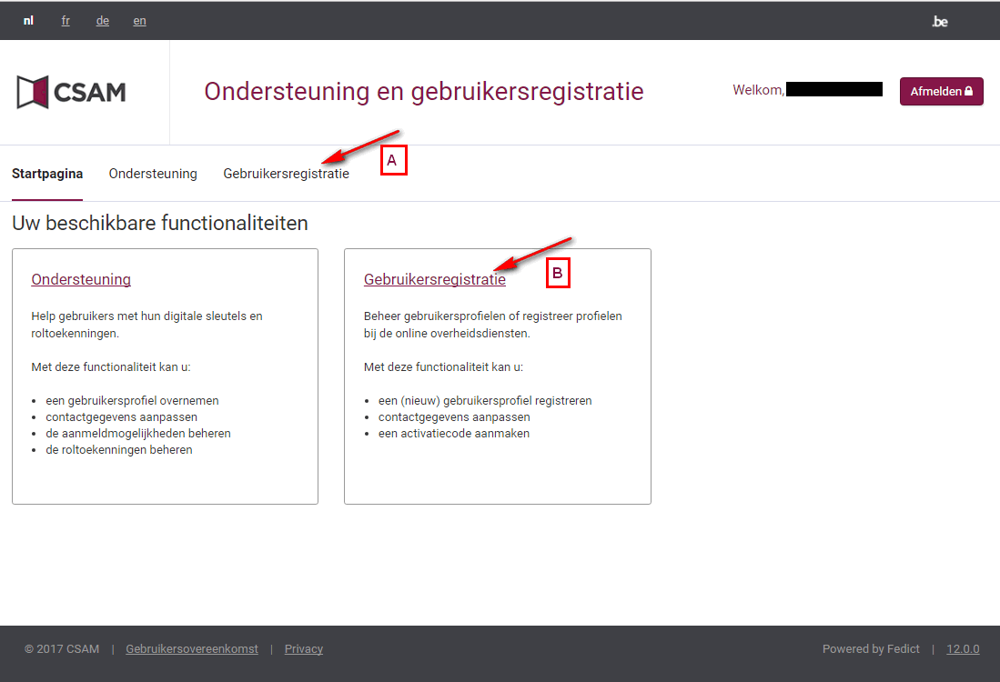 nl fr de en .be
CSAM
Ondersteuning en gebruikersregistratie
Welkom,
Afmelden
Startpagina Ondersteuning Gebruikersregistratie
A
Uw beschikbare functionaliteiten
Ondersteuning
Help gebruikers met hun digitale sleutels en
roltoekenningen.
Met deze functionaliteit kan u:
een gebruikersprofiel overnemen
contactgegevens aanpassen
de aanmeldmogelijkheden beheren
de roltoekenningen beheren
Gebruikersregistratie
B
Beheer gebruikersprofielen of registreer profielen
bij de online overheidsdiensten.
Met deze functionaliteit kan u:
een (nieuw) gebruikersprofiel registreren
contactgegevens aanpassen
een activatiecode aanmaken
© 2017 CSAM | Gebruikersovereenkomst | Privacy
Powered by Fedict | 12.0.0